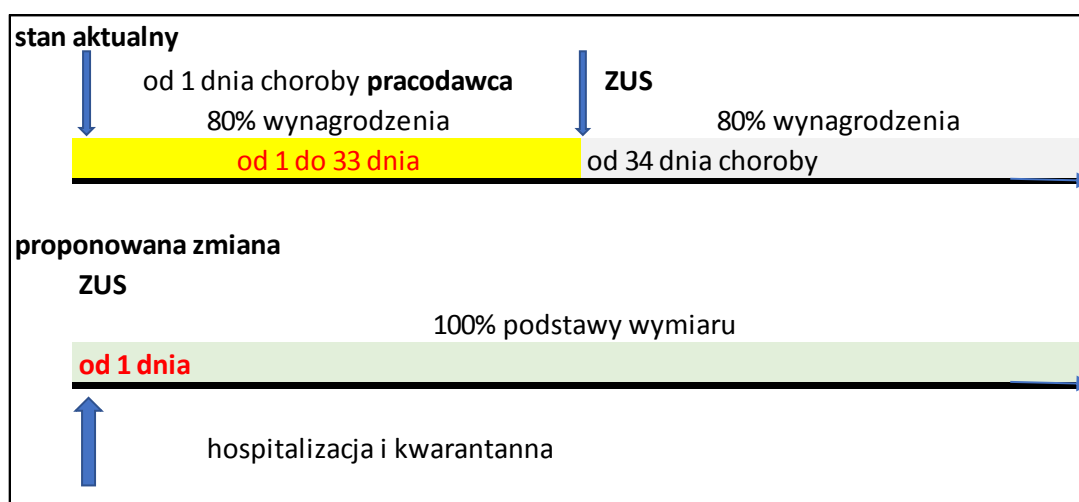 stan aktualny
od 1 dnia choroby pracodawca ZUS
80% wynagrodzenia 80% wynagrodzenia
od 1 do 33 dnia od 34 dnia choroby
proponowana zmiana
ZUS
100% podstawy wymiaru
od 1 dnia
hospitalizacja i kwarantanna